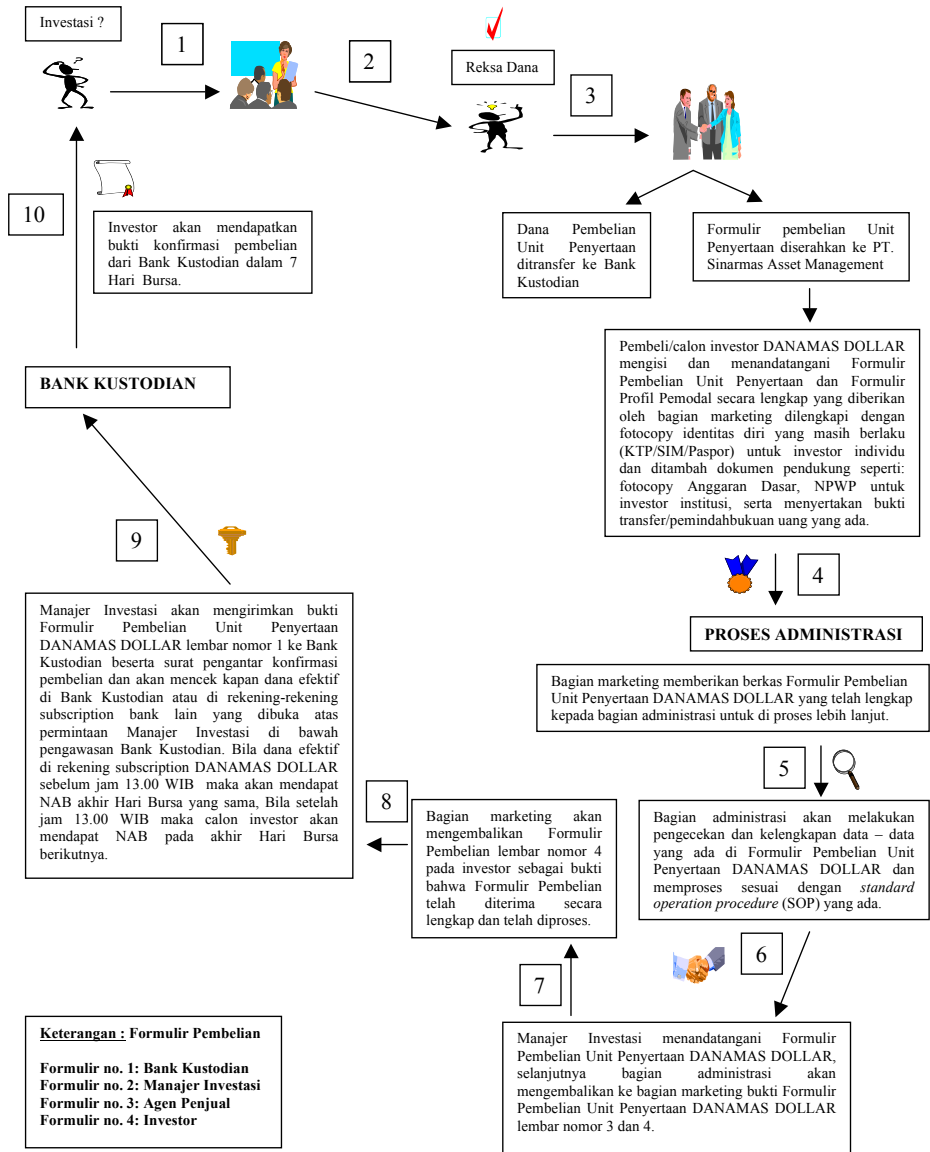 Investasi ?
1
2
Reksa Dana
3
10
Investor akan mendapatkan
bukti konfirmasi pembelian
dari Bank Kustodian dalam 7
Hari Bursa.
Dana Pembelian
Unit Penyertaan
ditransfer ke Bank
Kustodian
Formulir pembelian Unit
Penyertaan diserahkan ke PT.
Sinarmas Asset Management
Pembeli/calon investor DANAMAS DOLLAR
mengisi dan menandatangani Formulir
Pembelian Unit Penyertaan dan Formulir
Profil Pemodal secara lengkap yang diberikan
oleh bagian marketing dilengkapi dengan
fotocopy identitas diri yang masih berlaku
(KTP/SIM/Paspor) untuk investor individu
dan ditambah dokumen pendukung seperti:
fotocopy Anggaran Dasar, NPWP untuk
investor institusi, serta menyertakan bukti
transfer/pemindahbukuan uang yang ada.
4
PROSES ADMINISTRASI
Bagian marketing memberikan berkas Formulir Pembelian
Unit Penyertaan DANAMAS DOLLAR yang telah lengkap
kepada bagian administrasi untuk di proses lebih lanjut.
5
Bagian administrasi akan melakukan
pengecekan dan kelengkapan data – data
yang ada di Formulir Pembelian Unit
Penyertaan DANAMAS DOLLAR dan
memproses sesuai dengan standard
operation procedure (SOP) yang ada.
6
Manajer Investasi menandatangani Formulir
Pembelian Unit Penyertaan DANAMAS DOLLAR,
selanjutnya bagian administrasi akan
mengembalikan ke bagian marketing bukti Formulir
Pembelian Unit Penyertaan DANAMAS DOLLAR
lembar nomor 3 dan 4.
7
Bagian marketing akan
mengembalikan Formulir
Pembelian lembar nomor 4
pada investor sebagai bukti
bahwa Formulir Pembelian
telah diterima secara
lengkap dan telah diproses.
8
Manajer Investasi akan mengirimkan bukti
Formulir Pembelian Unit Penyertaan
DANAMAS DOLLAR lembar nomor 1 ke Bank
Kustodian beserta surat pengantar konfirmasi
pembelian dan akan mencek kapan dana efektif
di Bank Kustodian atau di rekening-rekening
subscription bank lain yang dibuka atas
permintaan Manajer Investasi di bawah
pengawasan Bank Kustodian. Bila dana efektif
di rekening subscription DANAMAS DOLLAR
sebelum jam 13.00 WIB maka akan mendapat
NAB akhir Hari Bursa yang sama, Bila setelah
jam 13.00 WIB maka calon investor akan
mendapat NAB pada akhir Hari Bursa
berikutnya.
9
BANK KUSTODIAN
Keterangan : Formulir Pembelian
Formulir no. 1: Bank Kustodian
Formulir no. 2: Manajer Investasi
Formulir no. 3: Agen Penjual
Formulir no. 4: Investor